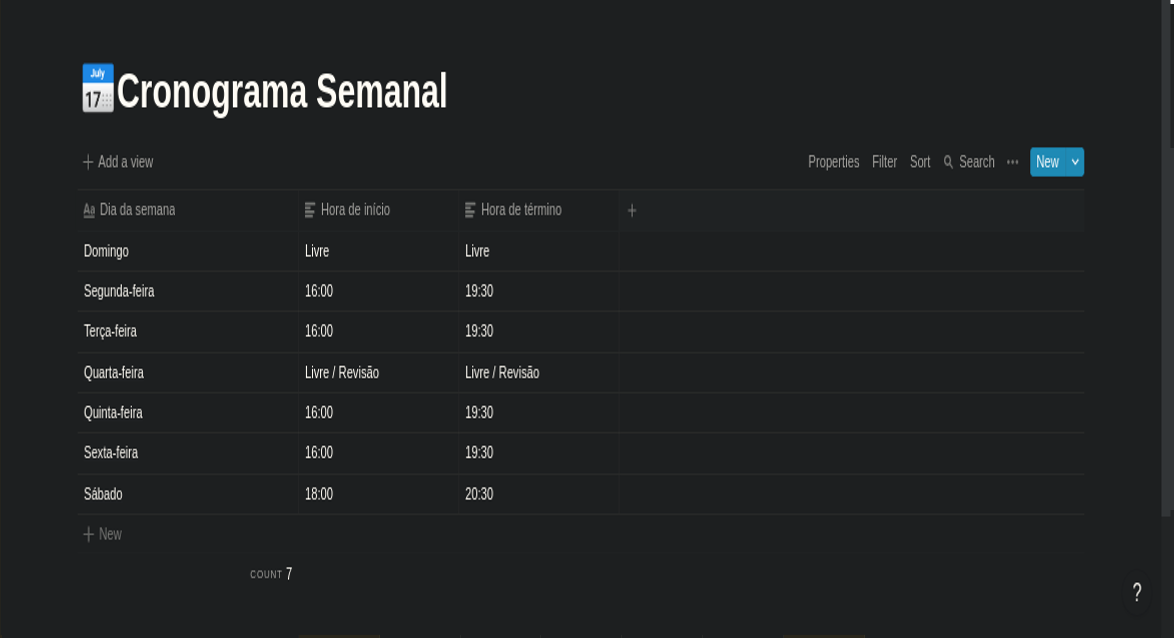 July
17 Cronograma Semanal
+ Add a view Properties Filter Sort Search ••• New
Aa Dia da semana Hora de início Hora de término +
Domingo Livre Livre
Segunda-feira 16:00 19:30
Terça-feira 16:00 19:30
Quarta-feira Livre / Revisão Livre / Revisão
Quinta-feira 16:00 19:30
Sexta-feira 16:00 19:30
Sábado 18:00 20:30
+ New
COUNT 7
?